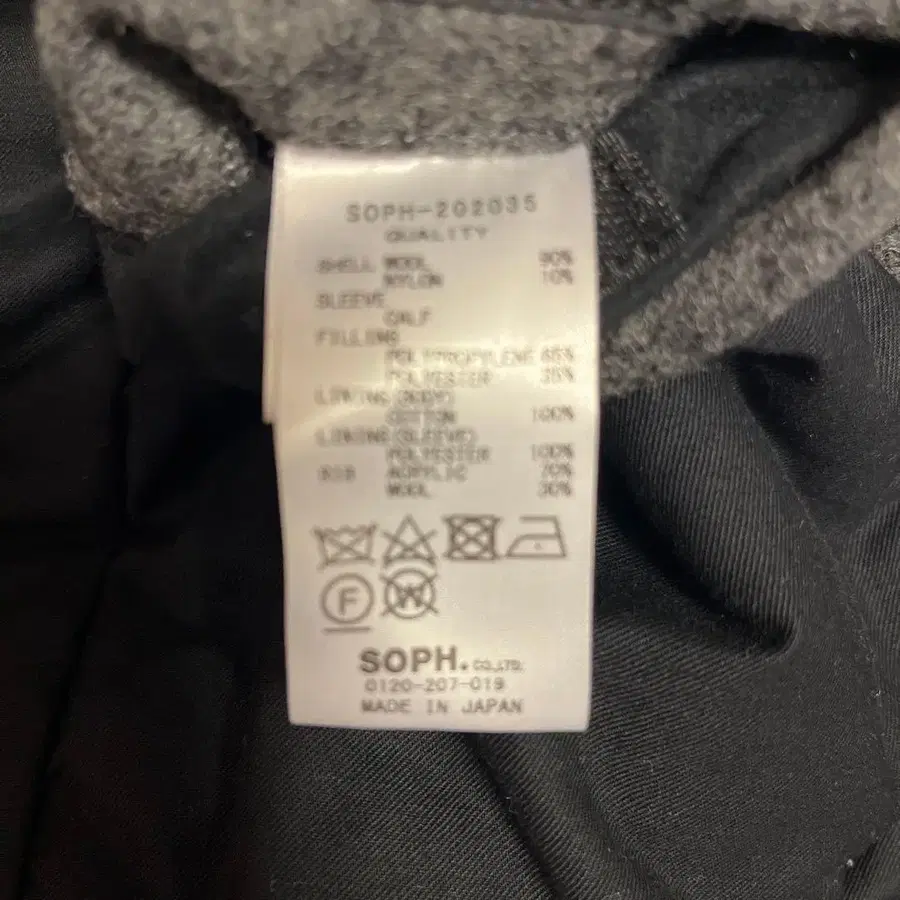 SOPH-202035
QUALITY
SHELL WOOL 90%
NYLON 10%
SLEEVE
CALF
FILLING
POLYPROPYLENE 65%
POLYESTER 35%
LINING(BODY)
COTTON 100%
LINING(SLEEVE)
POLYESTER 100%
RIB ACRYLIC 70%
WOOL 30%
F W
SOPH. CO.,LTD.
0120-207-019
MADE IN JAPAN